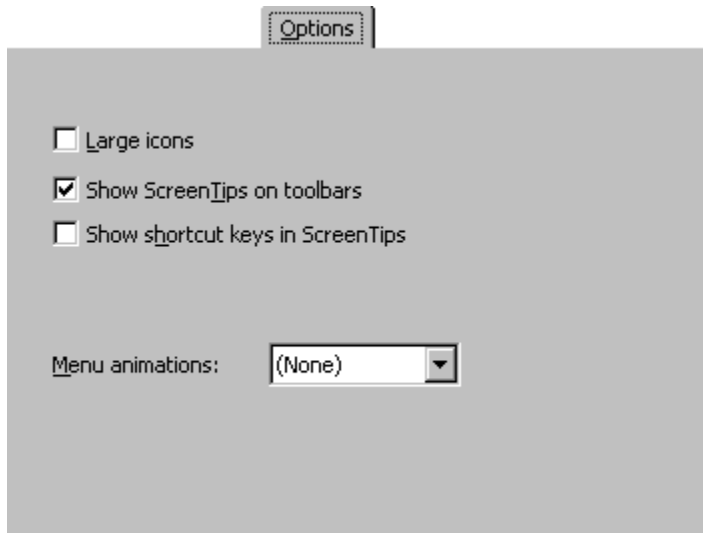 Options
Large icons
Show ScreenTips on toolbars
Show shortcut keys in ScreenTips
Menu animations: (None)